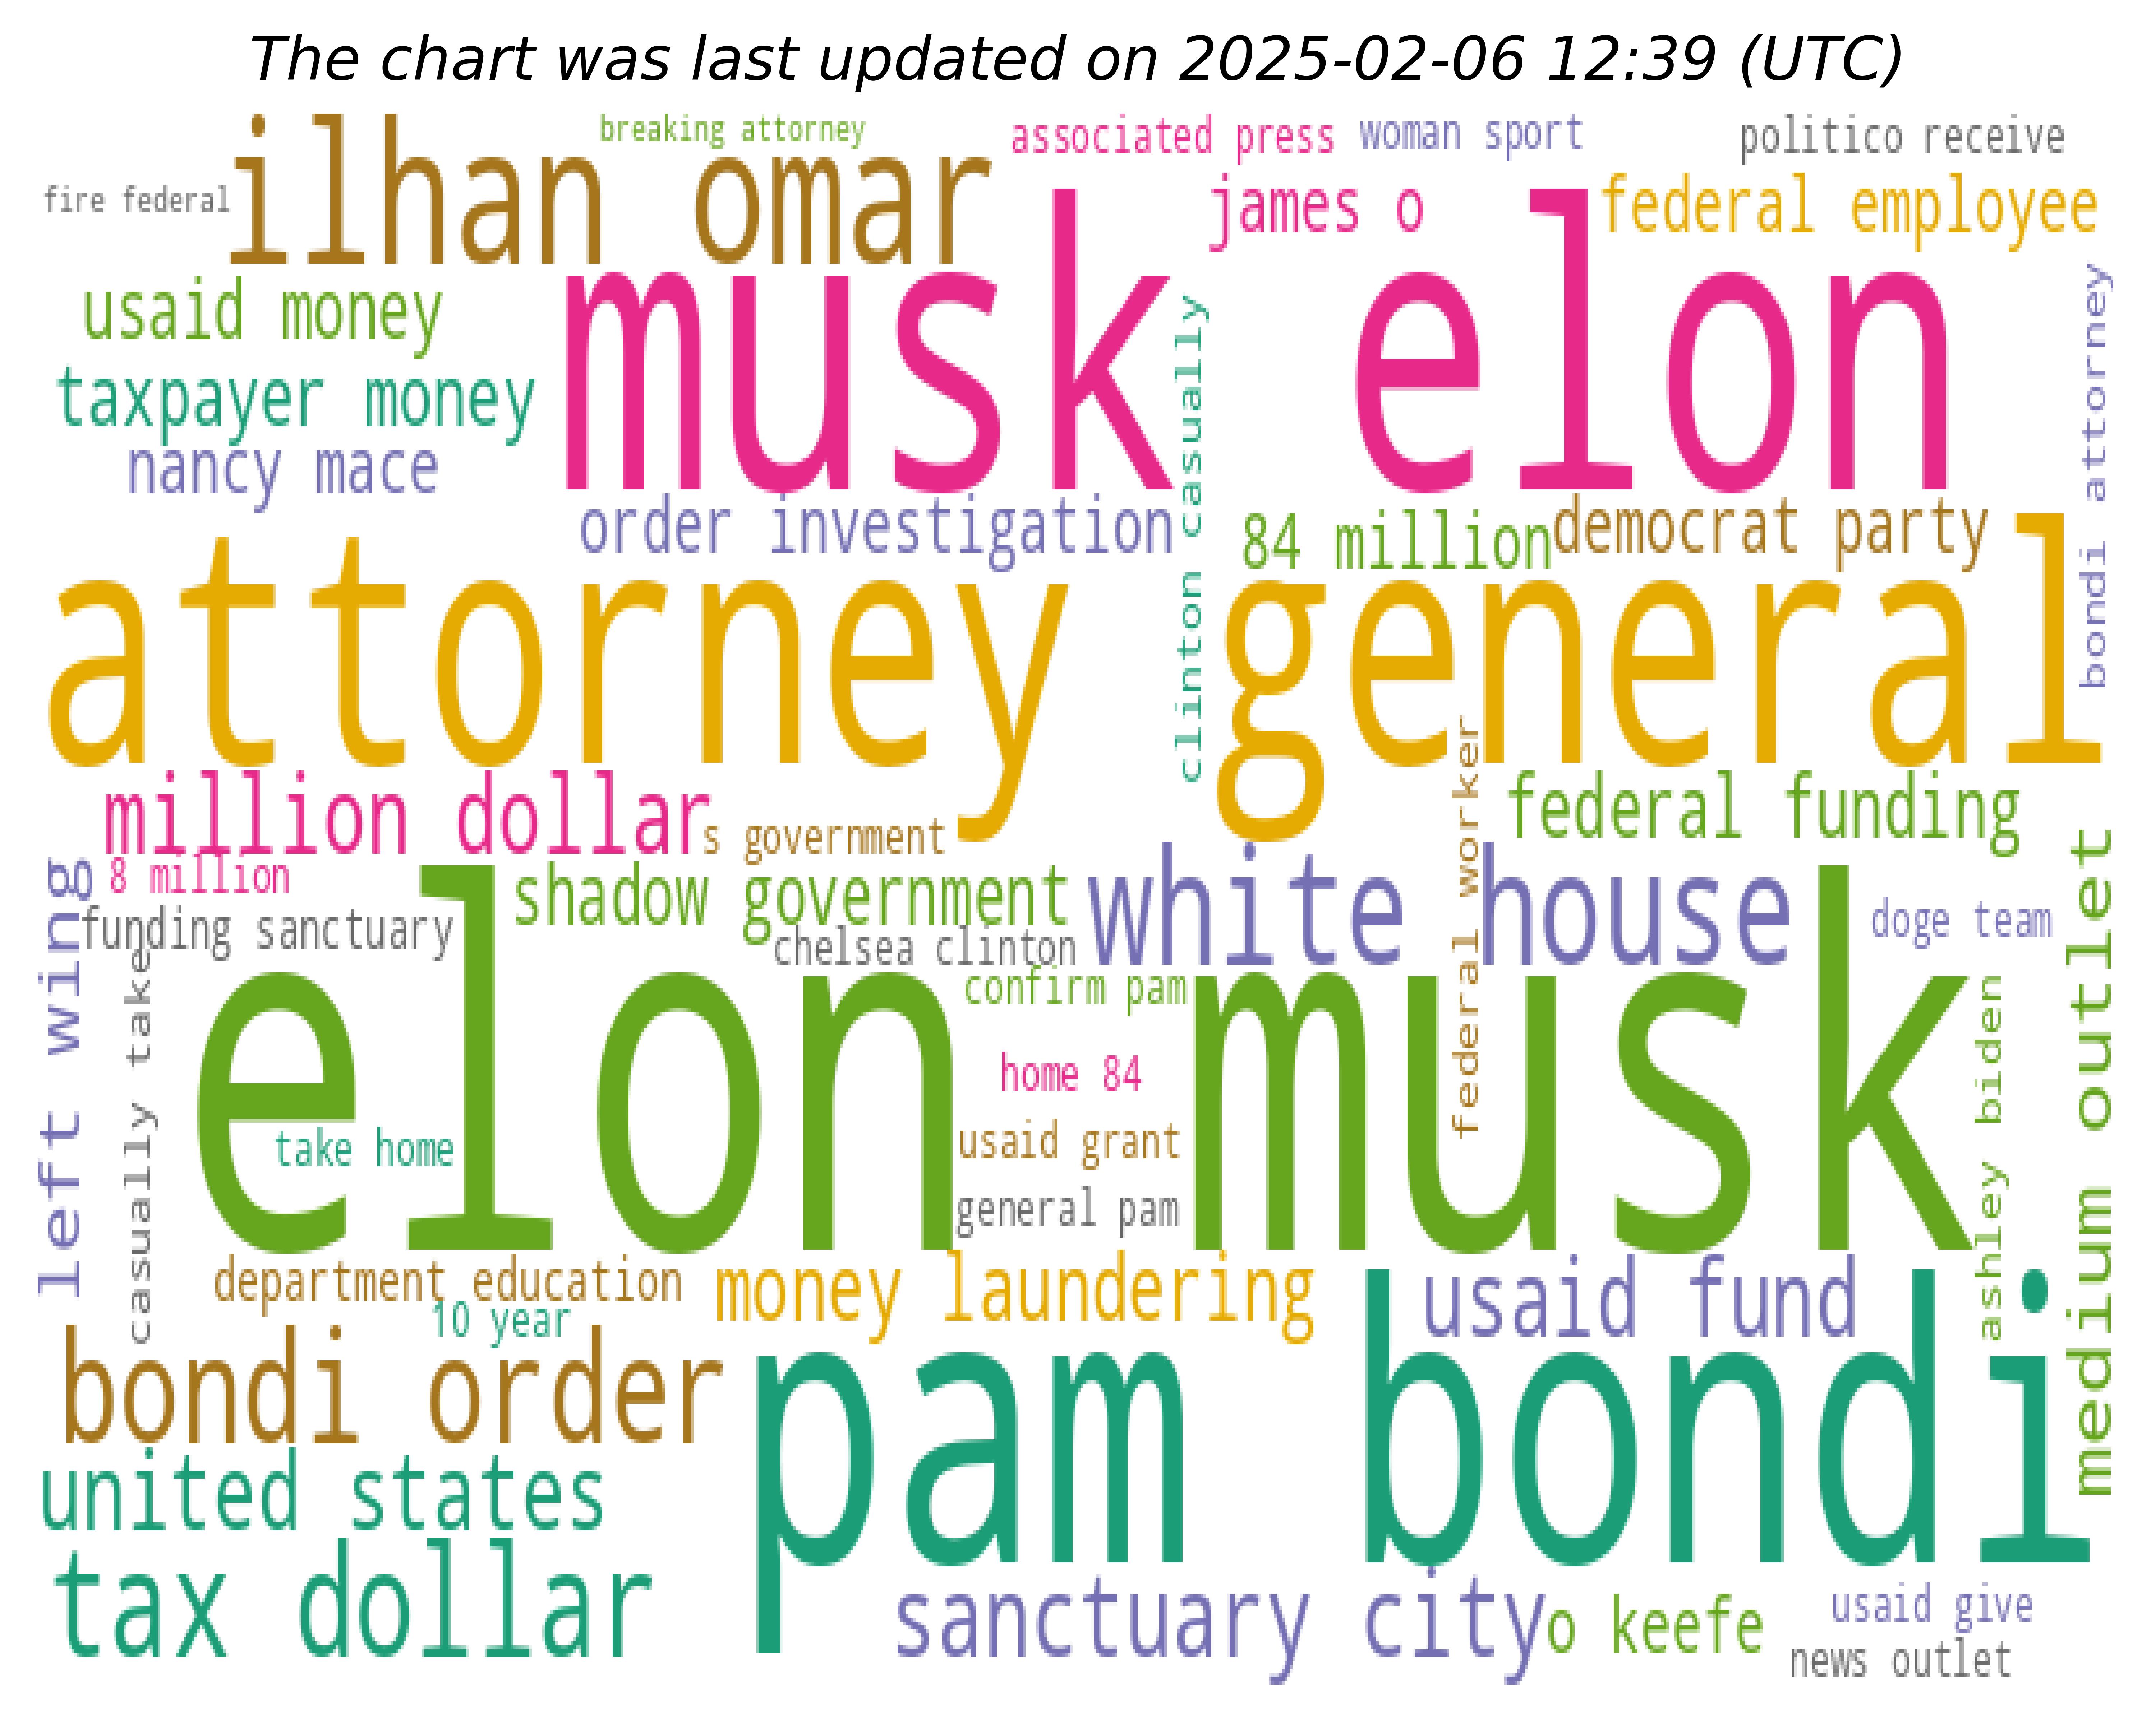 The chart was last updated on 2025-02-06 12:39 (UTC)
breaking attorney
associated press
woman sport
politico receive
fire federal
ilhan omar
james o
federal employee
usaid money
musk elon
taxpayer money
clinton casually
bondi attorney
nancy mace
order investigation
84 million
democrat party
attorney general
million dollar
s government
federal worker
federal funding
8 million
shadow government
white house
left wing
funding sanctuary
chelsea clinton
doge team
medium outlet
casually take
elon musk
confirm pam
home 84
take home
usaid grant
general pam
ashley biden
department education
money laundering
usaid fund
10 year
bondi order
pam bondi
united states
tax dollar
sanctuary city
o keefe
usaid give
news outlet